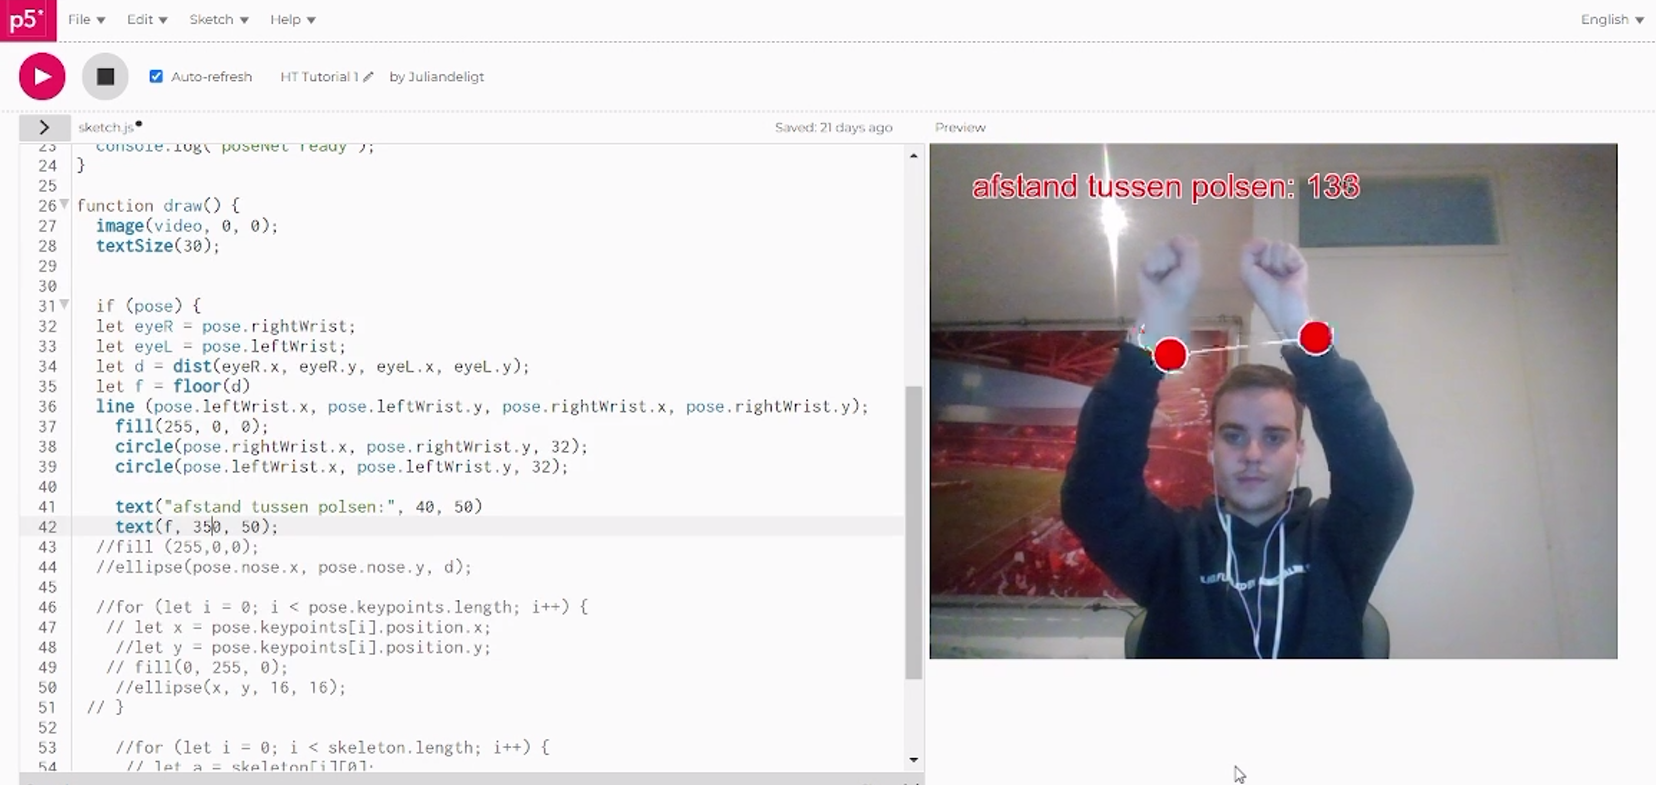 p5*
File Edit Sketch Help
English
Auto-refresh HT Tutorial 1 by Juliandeligt
sketch.js Saved: 21 days ago Preview
23 console.log("poseNet ready");
24 }
25
26 function draw() {
27 image(video, 0, 0);
28 textSize(30);
29
30
31 if (pose) {
32 let eyeR = pose.rightWrist;
33 let eyeL = pose.leftWrist;
34 let d = dist(eyeR.x, eyeR.y, eyeL.x, eyeL.y);
35 let f = floor(d)
36 line (pose.leftWrist.x, pose.leftWrist.y, pose.rightWrist.x, pose.rightWrist.y);
37 fill(255, 0, 0);
38 circle(pose.rightWrist.x, pose.rightWrist.y, 32);
39 circle(pose.leftWrist.x, pose.leftWrist.y, 32);
40
41 text("afstand tussen polsen:", 40, 50)
42 text(f, 350, 50);
43 //fill (255,0,0);
44 //ellipse(pose.nose.x, pose.nose.y, d);
45
46 //for (let i = 0; i < pose.keypoints.length; i++) {
47 // let x = pose.keypoints[i].position.x;
48 //let y = pose.keypoints[i].position.y;
49 // fill(0, 255, 0);
50 //ellipse(x, y, 16, 16);
51 // }
52
53 //for (let i = 0; i < skeleton.length; i++) {
54 // let a = skeleton[i][0];
afstand tussen polsen: 133